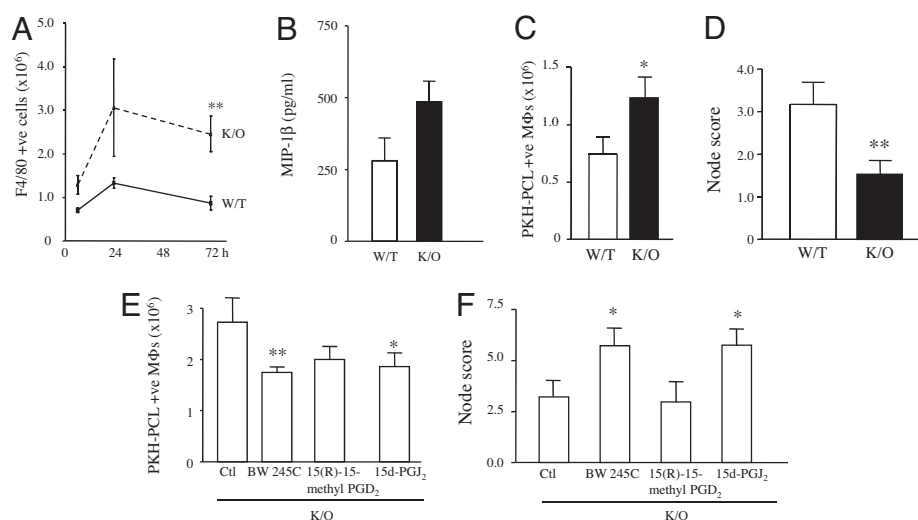 A
F4/80 +ve cells (x10⁶)
5.0
4.0
3.0
2.0
1.0
0
**
K/O
W/T
0 24 48 72 h
B
MIP-1β (pg/ml)
750
500
250
0
W/T K/O
C
PKH-PCL +ve MΦs (x10⁶)
1.5
1.0
0.5
0
*
W/T K/O
D
Node score
4.0
3.0
2.0
1.0
0
**
W/T K/O
E
PKH-PCL +ve MΦs (x10⁶)
3
2
1
0
** *
Ctl BW 245C 15(R)-15- 15d-PGJ₂
methyl PGD₂
K/O
F
Node score
7.5
5.0
2.5
0.0
* *
Ctl BW 245C 15(R)-15- 15d-PGJ₂
methyl PGD₂
K/O